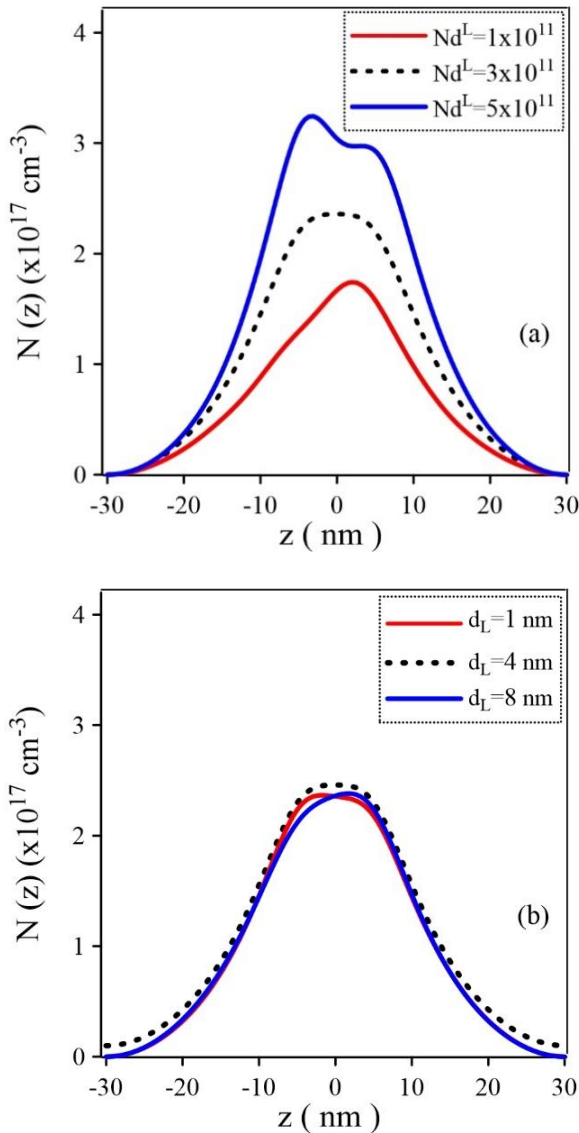 4
Nd^L=1x10^11
Nd^L=3x10^11
Nd^L=5x10^11
3
2
1
0
N (z) (x10^17 cm^-3)
(a)
-30 -20 -10 0 10 20 30
z ( nm )
4
d_L=1 nm
d_L=4 nm
d_L=8 nm
3
2
1
0
N (z) (x10^17 cm^-3)
(b)
-30 -20 -10 0 10 20 30
z ( nm )